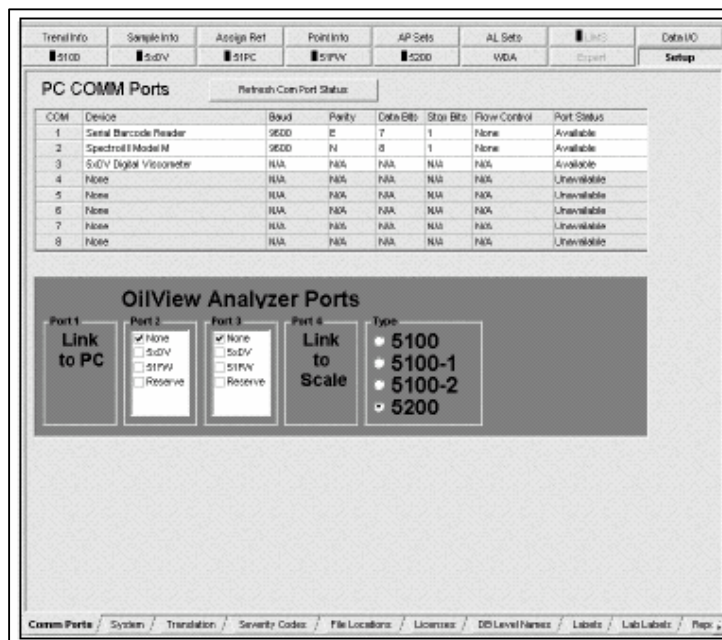 Trend Info Sample Info Assign Ref Point Info AP Sets AL Sets LIMS Data I/O
5100 5xDV 51PC 51FW 5200 WDA Expert Setup
PC COMM Ports Refresh Com Port Status
COM Device Baud Parity Data Bits Stop Bits Flow Control Port Status
1 Serial Barcode Reader 9600 E 7 1 None Available
2 Spectroil Model M 9600 N 8 1 None Available
3 5xDV Digital Viscometer N/A N/A N/A N/A N/A Available
4 None N/A N/A N/A N/A N/A Unavailable
5 None N/A N/A N/A N/A N/A Unavailable
6 None N/A N/A N/A N/A N/A Unavailable
7 None N/A N/A N/A N/A N/A Unavailable
8 None N/A N/A N/A N/A N/A Unavailable
OilView Analyzer Ports
Port 1 Port 2 Port 3 Port 4 Type
Link to PC
None
5xDV
51FW
Reserve
None
5xDV
51FW
Reserve
Link to Scale
5100
5100-1
5100-2
5200
Comm Ports System Translation Severity Codes File Locations Licenses DB Level Names Labels Lab Labels